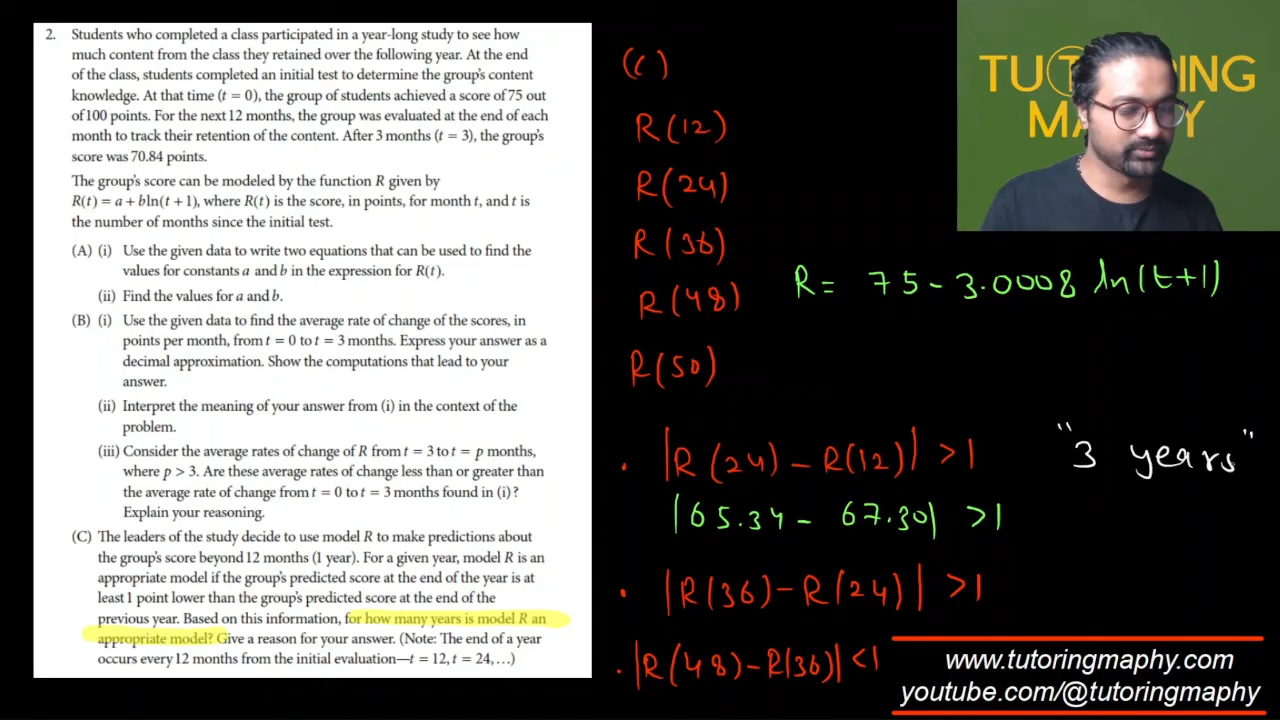 2. Students who completed a class participated in a year-long study to see how
much content from the class they retained over the following year. At the end
of the class, students completed an initial test to determine the group's content
knowledge. At that time (t = 0), the group of students achieved a score of 75 out
of 100 points. For the next 12 months, the group was evaluated at the end of each
month to track their retention of the content. After 3 months (t = 3), the group's
score was 70.84 points.
The group's score can be modeled by the function R given by
R(t) = a + bln(t + 1), where R(t) is the score, in points, for month t, and t is
the number of months since the initial test.
(A) (i) Use the given data to write two equations that can be used to find the
values for constants a and b in the expression for R(t).
(ii) Find the values for a and b.
(B) (i) Use the given data to find the average rate of change of the scores, in
points per month, from t = 0 to t = 3 months. Express your answer as a
decimal approximation. Show the computations that lead to your
answer.
(ii) Interpret the meaning of your answer from (i) in the context of the
problem.
(iii) Consider the average rates of change of R from t = 3 to t = p months,
where p > 3. Are these average rates of change less than or greater than
the average rate of change from t = 0 to t = 3 months found in (i)?
Explain your reasoning.
(C) The leaders of the study decide to use model R to make predictions about
the group's score beyond 12 months (1 year). For a given year, model R is an
appropriate model if the group's predicted score at the end of the year is at
least 1 point lower than the group's predicted score at the end of the
previous year. Based on this information, for how many years is model R an
appropriate model? Give a reason for your answer. (Note: The end of a year
occurs every 12 months from the initial evaluation—t = 12, t = 24,...)
(C)
R(12)
R(24)
R(36)
R(48)
R(50)
R = 75 - 3.0008 ln(t+1)
• |R(24) - R(12)| > 1
|65.34 - 67.30| > 1
"3 years"
• |R(36) - R(24)| > 1
• |R(48) - R(36)| < 1
TUTORING
MAPHY
www.tutoringmaphy.com
youtube.com/@tutoringmaphy